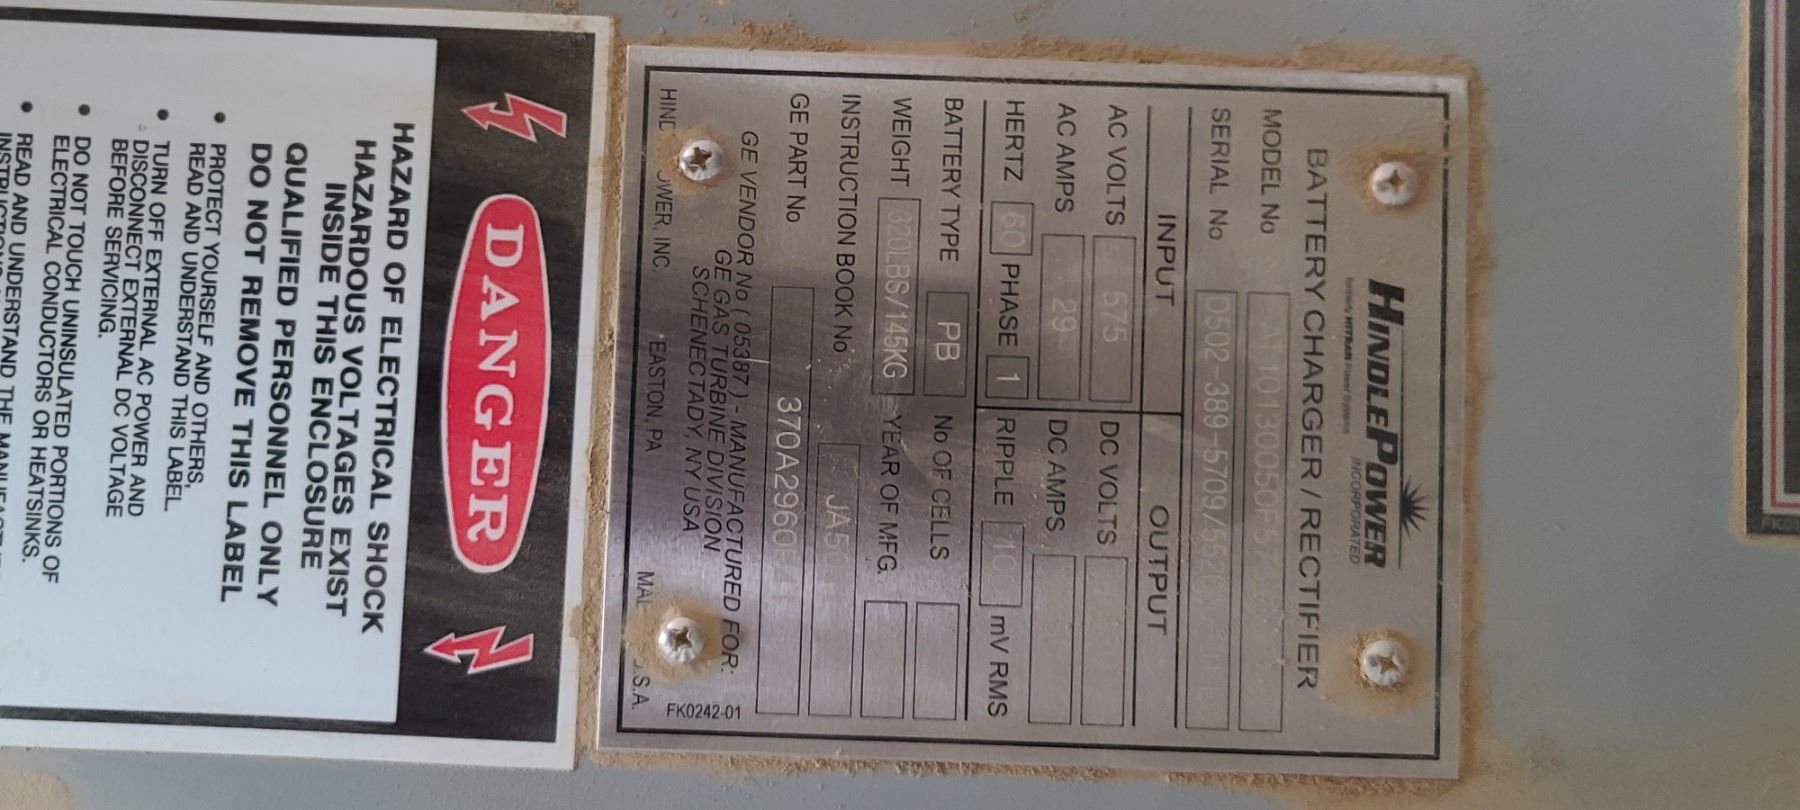 HINDLEPOWER
INCORPORATED
formerly HITRAN Power Systems
BATTERY CHARGER / RECTIFIER
MODEL No
SERIAL No D502-389-5709/
INPUT OUTPUT
AC VOLTS 575 DC VOLTS
AC AMPS 29 DC AMPS
HERTZ 60 PHASE 1 RIPPLE 100 mV RMS
BATTERY TYPE PB No OF CELLS
WEIGHT 320LBS/145KG YEAR OF MFG.
INSTRUCTION BOOK No
GE PART No
GE VENDOR No ( 05387 ) - MANUFACTURED FOR:
GE GAS TURBINE DIVISION
SCHENECTADY, NY USA
FK0242-01
EASTON, PA
DANGER
HAZARD OF ELECTRICAL SHOCK
HAZARDOUS VOLTAGES EXIST
INSIDE THIS ENCLOSURE
QUALIFIED PERSONNEL ONLY
DO NOT REMOVE THIS LABEL
• PROTECT YOURSELF AND OTHERS,
READ AND UNDERSTAND THIS LABEL
• TURN OFF EXTERNAL AC POWER AND
DISCONNECT EXTERNAL DC VOLTAGE
BEFORE SERVICING.
• DO NOT TOUCH UNINSULATED PORTIONS OF
ELECTRICAL CONDUCTORS OR HEATSINKS.
• READ AND UNDERSTAND THE